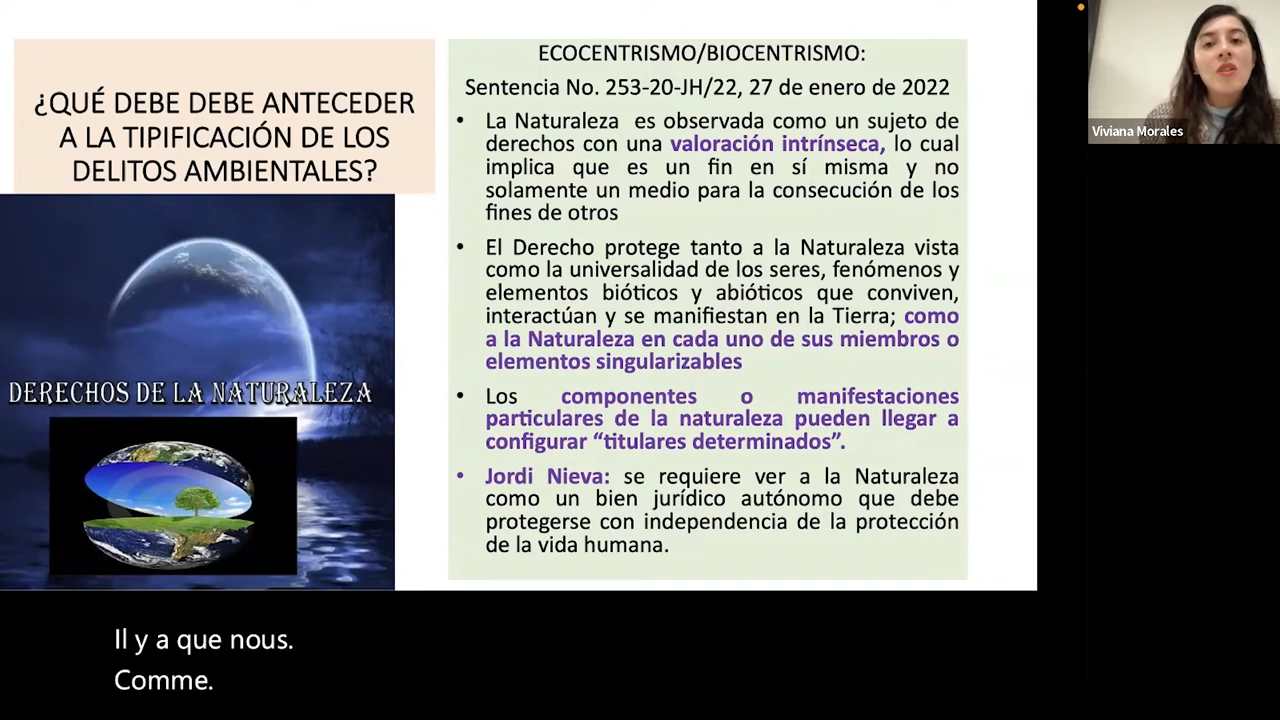 ¿QUÉ DEBE DEBE ANTECEDER
A LA TIPIFICACIÓN DE LOS
DELITOS AMBIENTALES?
DERECHOS DE LA NATURALEZA
ECOCENTRISMO/BIOCENTRISMO:
Sentencia No. 253-20-JH/22, 27 de enero de 2022
• La Naturaleza es observada como un sujeto de
derechos con una valoración intrínseca, lo cual
implica que es un fin en sí misma y no
solamente un medio para la consecución de los
fines de otros
• El Derecho protege tanto a la Naturaleza vista
como la universalidad de los seres, fenómenos y
elementos bióticos y abióticos que conviven,
interactúan y se manifiestan en la Tierra; como
a la Naturaleza en cada uno de sus miembros o
elementos singularizables
• Los componentes o manifestaciones
particulares de la naturaleza pueden llegar a
configurar “titulares determinados”.
• Jordi Nieva: se requiere ver a la Naturaleza
como un bien jurídico autónomo que debe
protegerse con independencia de la protección
de la vida humana.
Viviana Morales
Il y a que nous.
Comme.